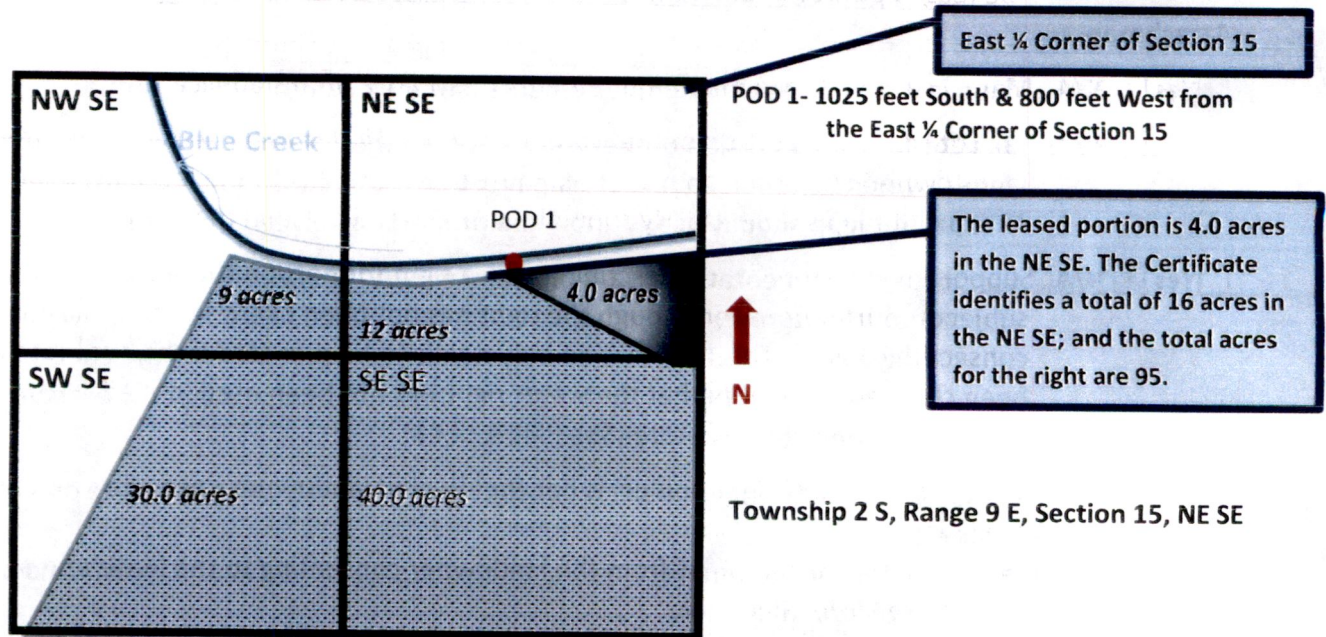 East ¼ Corner of Section 15
NW SE
NE SE
POD 1- 1025 feet South & 800 feet West from
the East ¼ Corner of Section 15
Blue Creek
POD 1
The leased portion is 4.0 acres
in the NE SE. The Certificate
identifies a total of 16 acres in
the NE SE; and the total acres
for the right are 95.
9 acres
4.0 acres
12 acres
SW SE
SE SE
N
30.0 acres
40.0 acres
Township 2 S, Range 9 E, Section 15, NE SE